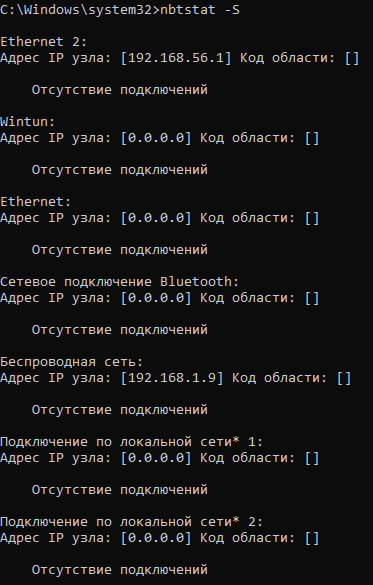 C:\Windows\system32>nbtstat -S
Ethernet 2:
Адрес IP узла: [192.168.56.1] Код области: []
Отсутствие подключений
Wintun:
Адрес IP узла: [0.0.0.0] Код области: []
Отсутствие подключений
Ethernet:
Адрес IP узла: [0.0.0.0] Код области: []
Отсутствие подключений
Сетевое подключение Bluetooth:
Адрес IP узла: [0.0.0.0] Код области: []
Отсутствие подключений
Беспроводная сеть:
Адрес IP узла: [192.168.1.9] Код области: []
Отсутствие подключений
Подключение по локальной сети* 1:
Адрес IP узла: [0.0.0.0] Код области: []
Отсутствие подключений
Подключение по локальной сети* 2:
Адрес IP узла: [0.0.0.0] Код области: []
Отсутствие подключений